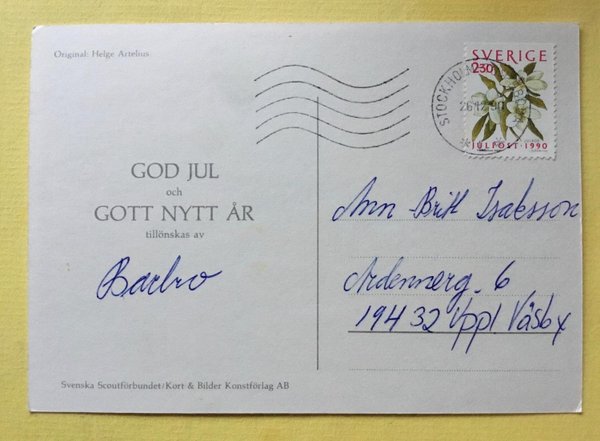 Original: Helge Artelius
SVERIGE
2.30
JULPOST · 1990
STOCKHOLM
26 12 90
GOD JUL
och
GOTT NYTT ÅR
tillönskas av
Barbro
Ann Britt Isaksson
Ardennerg. 6
194 32 Uppl Väsby
Svenska Scoutförbundet/Kort & Bilder Konstförlag AB